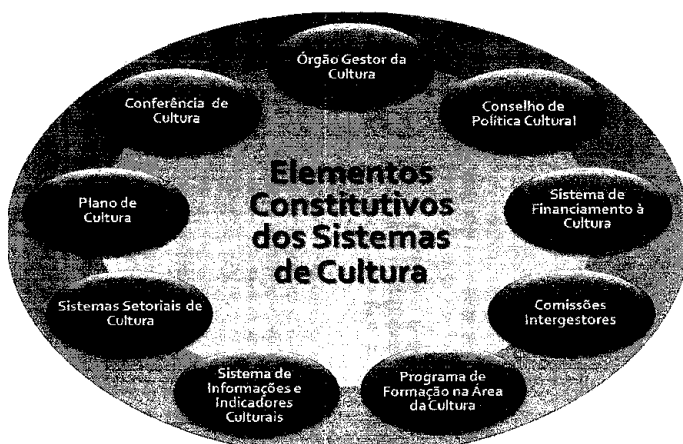 Órgão Gestor da
Cultura
Conferência de
Cultura
Conselho de
Política Cultural
Elementos
Constitutivos
dos Sistemas
de Cultura
Plano de
Cultura
Sistema de
Financiamento à
Cultura
Sistemas Setoriais de
Cultura
Comissões
Intergestores
Sistema de
Informações e
Indicadores
Culturais
Programa de
Formação na Área
da Cultura